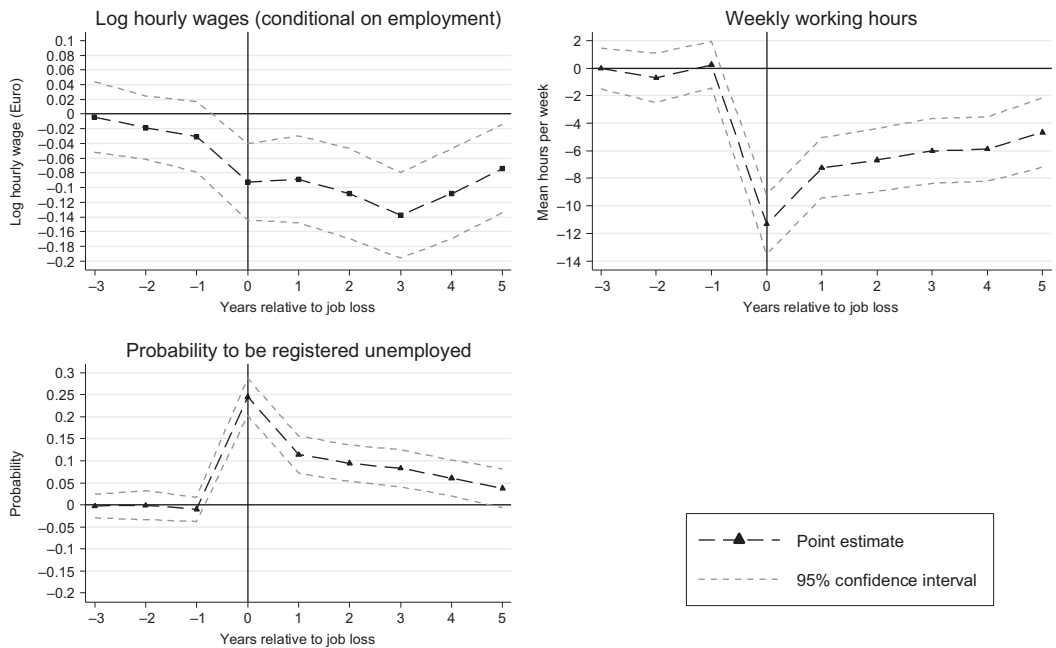 Log hourly wages (conditional on employment)
Log hourly wage (Euro)
0.1
0.08
0.06
0.04
0.02
0
–0.02
–0.04
–0.06
–0.08
–0.1
–0.12
–0.14
–0.16
–0.18
–0.2
–3 –2 –1 0 1 2 3 4 5
Years relative to job loss
Weekly working hours
Mean hours per week
2
0
–2
–4
–6
–8
–10
–12
–14
–3 –2 –1 0 1 2 3 4 5
Years relative to job loss
Probability to be registered unemployed
Probability
0.3
0.25
0.2
0.15
0.1
0.05
0
–0.05
–0.1
–0.15
–0.2
–3 –2 –1 0 1 2 3 4 5
Years relative to job loss
Point estimate
95% confidence interval